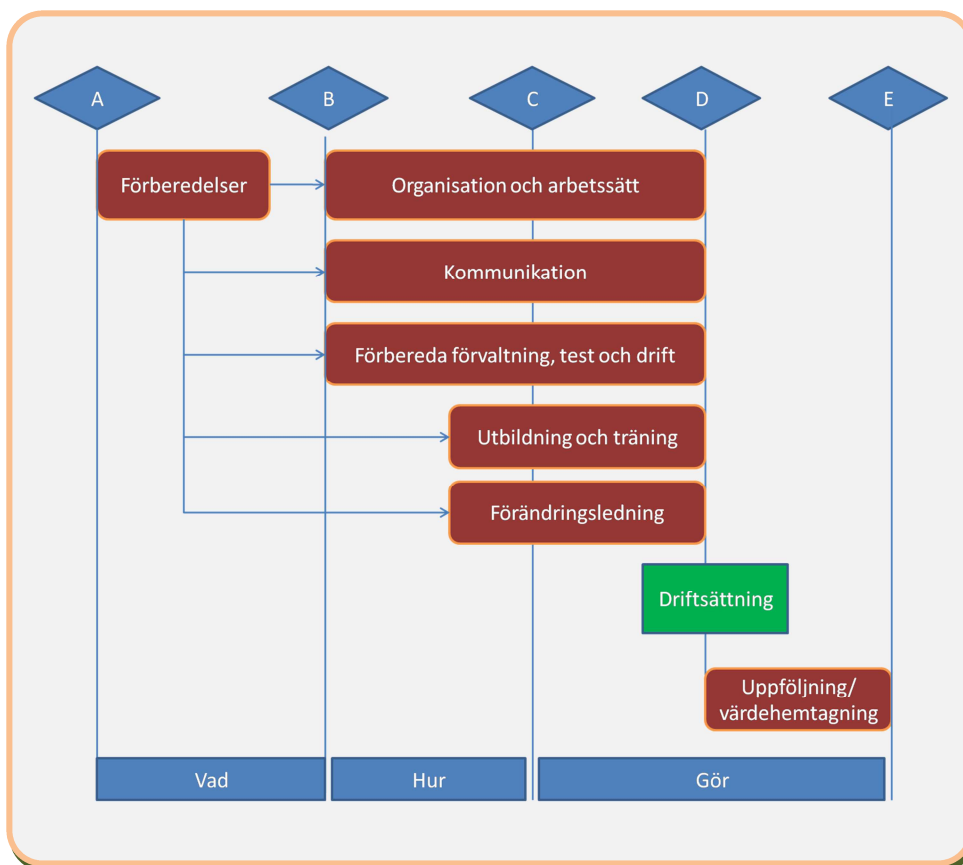 A
B
C
D
E
Förberedelser
Organisation och arbetssätt
Kommunikation
Förbereda förvaltning, test och drift
Utbildning och träning
Förändringsledning
Driftsättning
Uppföljning/
värdehemtagning
Vad
Hur
Gör